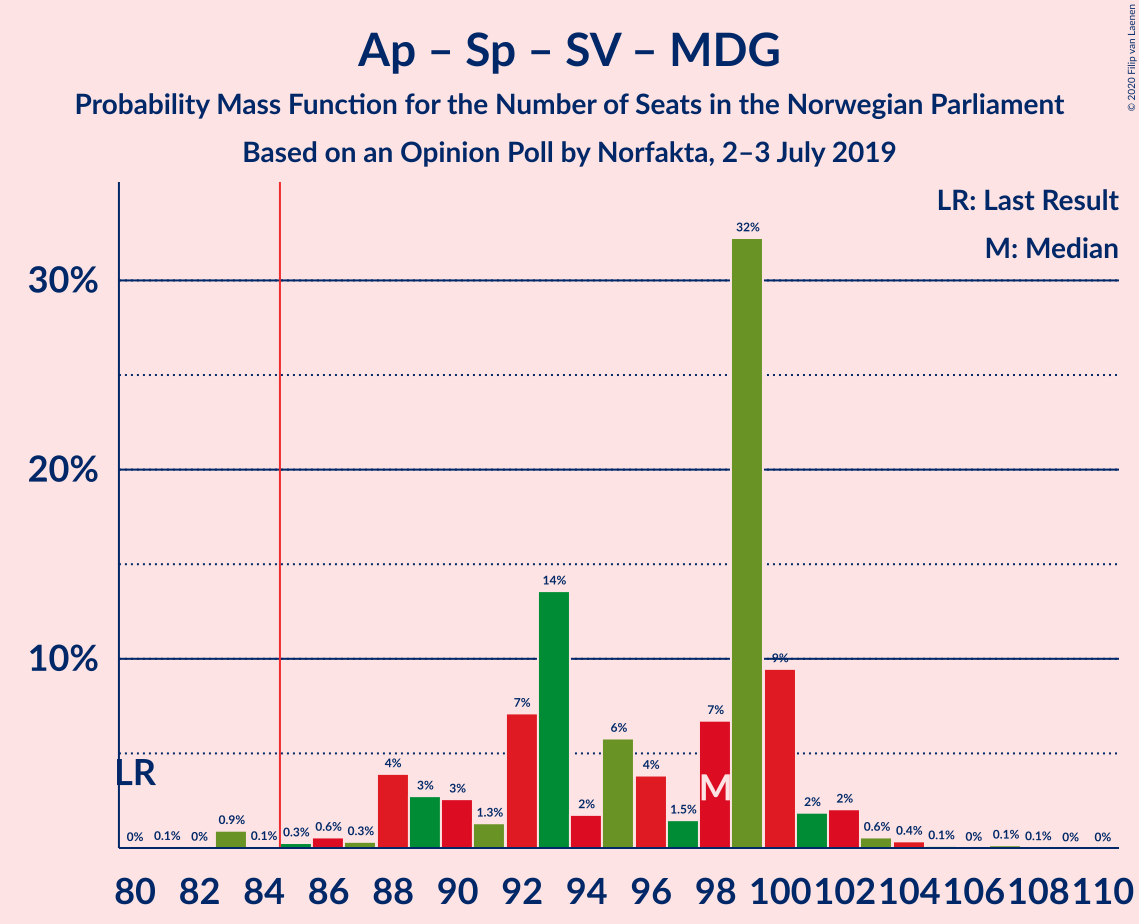 Ap – Sp – SV – MDG
Probability Mass Function for the Number of Seats in the Norwegian Parliament
Based on an Opinion Poll by Norfakta, 2–3 July 2019
© 2020 Filip van Laenen
LR: Last Result
M: Median
30%
20%
10%
LR
M
0% 0.1% 0% 0.9% 0.1% 0.3% 0.6% 0.3% 4% 3% 3% 1.3% 7% 14% 2% 6% 4% 1.5% 7% 32% 9% 2% 2% 0.6% 0.4% 0.1% 0% 0.1% 0.1% 0% 0%
80 82 84 86 88 90 92 94 96 98 100 102 104 106 108 110